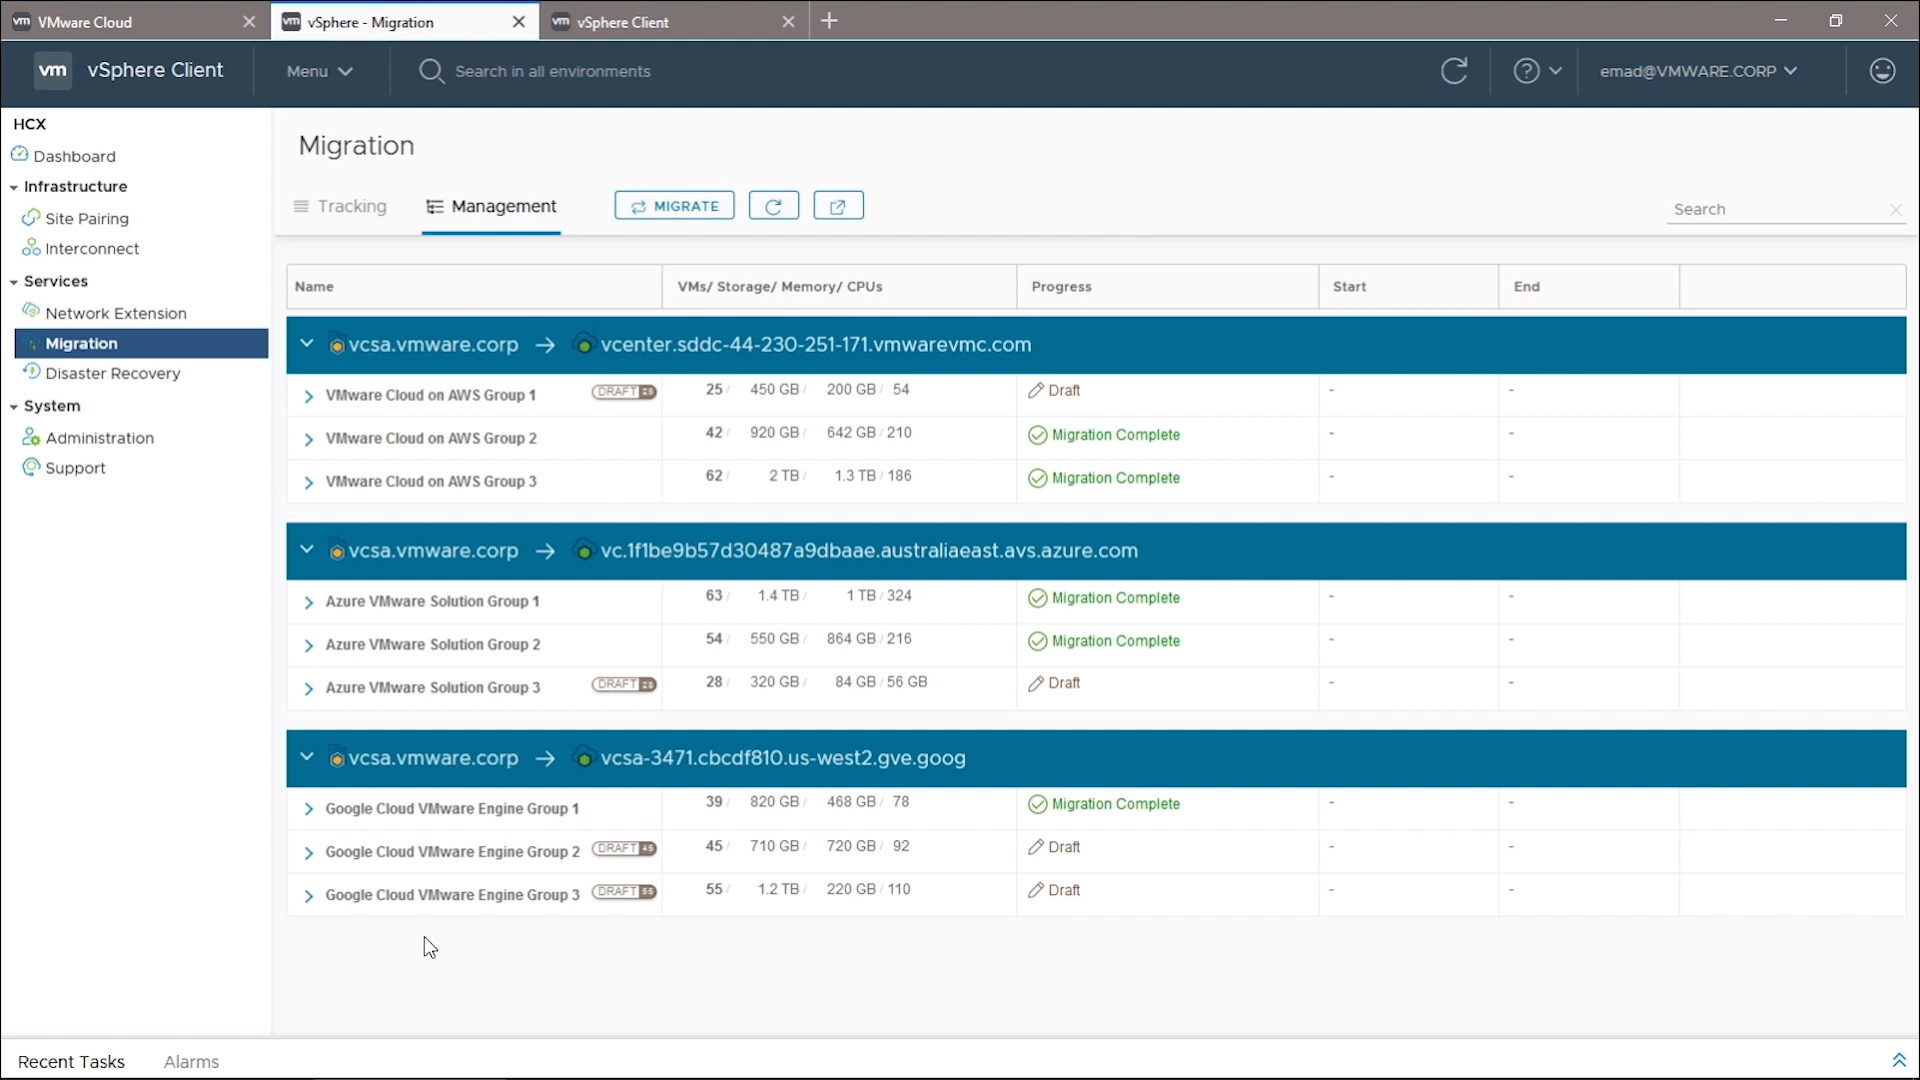 vm VMware Cloud vm vSphere - Migration vm vSphere Client
vm vSphere Client Menu Search in all environments emad@VMWARE.CORP
HCX
Dashboard
Infrastructure
Site Pairing
Interconnect
Services
Network Extension
Migration
Disaster Recovery
System
Administration
Support
Migration
Tracking Management MIGRATE Search
Name VMs/ Storage/ Memory/ CPUs Progress Start End
vcsa.vmware.corp → vcenter.sddc-44-230-251-171.vmwarevmc.com
VMware Cloud on AWS Group 1 DRAFT 25 25 / 450 GB / 200 GB / 54 Draft - -
VMware Cloud on AWS Group 2 42 / 920 GB / 642 GB / 210 Migration Complete - -
VMware Cloud on AWS Group 3 62 / 2 TB / 1.3 TB / 186 Migration Complete - -
vcsa.vmware.corp → vc.1f1be9b57d30487a9dbaae.australiaeast.avs.azure.com
Azure VMware Solution Group 1 63 / 1.4 TB / 1 TB / 324 Migration Complete - -
Azure VMware Solution Group 2 54 / 550 GB / 864 GB / 216 Migration Complete - -
Azure VMware Solution Group 3 DRAFT 28 28 / 320 GB / 84 GB / 56 GB Draft - -
vcsa.vmware.corp → vcsa-3471.cbcdf810.us-west2.gve.goog
Google Cloud VMware Engine Group 1 39 / 820 GB / 468 GB / 78 Migration Complete - -
Google Cloud VMware Engine Group 2 DRAFT 45 45 / 710 GB / 720 GB / 92 Draft - -
Google Cloud VMware Engine Group 3 DRAFT 55 55 / 1.2 TB / 220 GB / 110 Draft - -
Recent Tasks Alarms